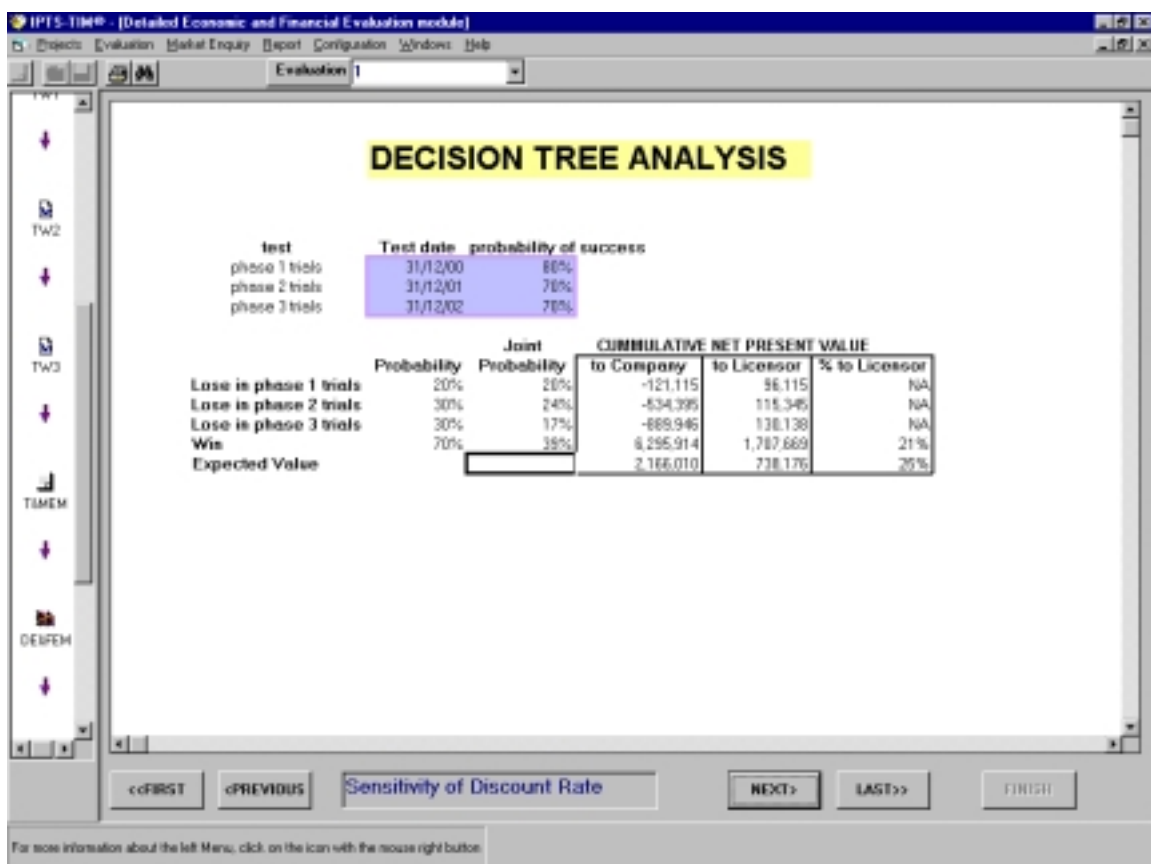 IPTS-TIM® - [Detailed Economic and Financial Evaluation module]
Projects Evaluation Market Enquiry Report Configuration Windows Help
Evaluation 1
TW1
TW2
TW3
TIMEM
DEIFEM
DECISION TREE ANALYSIS
test Test date probability of success
phase 1 trials 31/12/00 80%
phase 2 trials 31/12/01 70%
phase 3 trials 31/12/02 70%
Joint CUMMULATIVE NET PRESENT VALUE
Probability Probability to Company to Licensor % to Licensor
Lose in phase 1 trials 20% 20% -121,115 96,115 NA
Lose in phase 2 trials 30% 24% -534,395 115,345 NA
Lose in phase 3 trials 30% 17% -889,946 130,138 NA
Win 70% 39% 6,295,914 1,707,669 21%
Expected Value 2,166,010 738,176 25%
<<FIRST <PREVIOUS Sensitivity of Discount Rate NEXT> LAST>> FINISH
For more information about the left Menu, click on the icon with the mouse right button